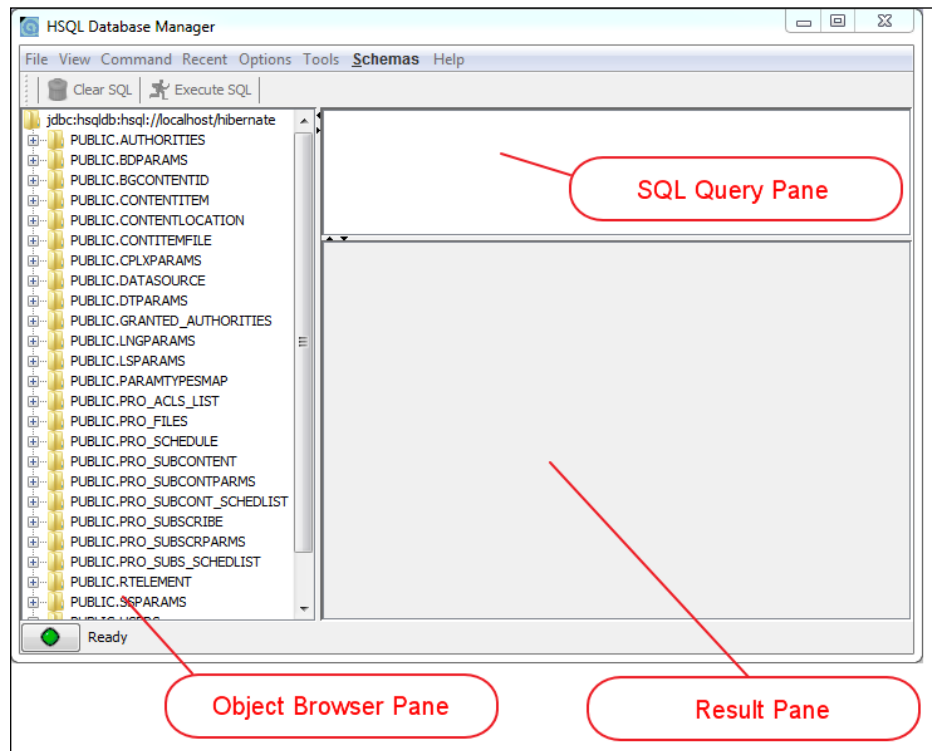 HSQL Database Manager
File View Command Recent Options Tools Schemas Help
Clear SQL Execute SQL
jdbc:hsqldb:hsql://localhost/hibernate
PUBLIC.AUTHORITIES
PUBLIC.BDPARAMS
PUBLIC.BGCONTENTID
PUBLIC.CONTENTITEM
PUBLIC.CONTENTLOCATION
PUBLIC.CONTITEMFILE
PUBLIC.CPLXPARAMS
PUBLIC.DATASOURCE
PUBLIC.DTPARAMS
PUBLIC.GRANTED_AUTHORITIES
PUBLIC.LNGPARAMS
PUBLIC.LSPARAMS
PUBLIC.PARAMTYPESMAP
PUBLIC.PRO_ACLS_LIST
PUBLIC.PRO_FILES
PUBLIC.PRO_SCHEDULE
PUBLIC.PRO_SUBCONTENT
PUBLIC.PRO_SUBCONTPARMS
PUBLIC.PRO_SUBCONT_SCHEDLIST
PUBLIC.PRO_SUBSCRIBE
PUBLIC.PRO_SUBSCRPARMS
PUBLIC.PRO_SUBS_SCHEDLIST
PUBLIC.RTELEMENT
PUBLIC.SSPARAMS
SQL Query Pane
Ready
Object Browser Pane
Result Pane